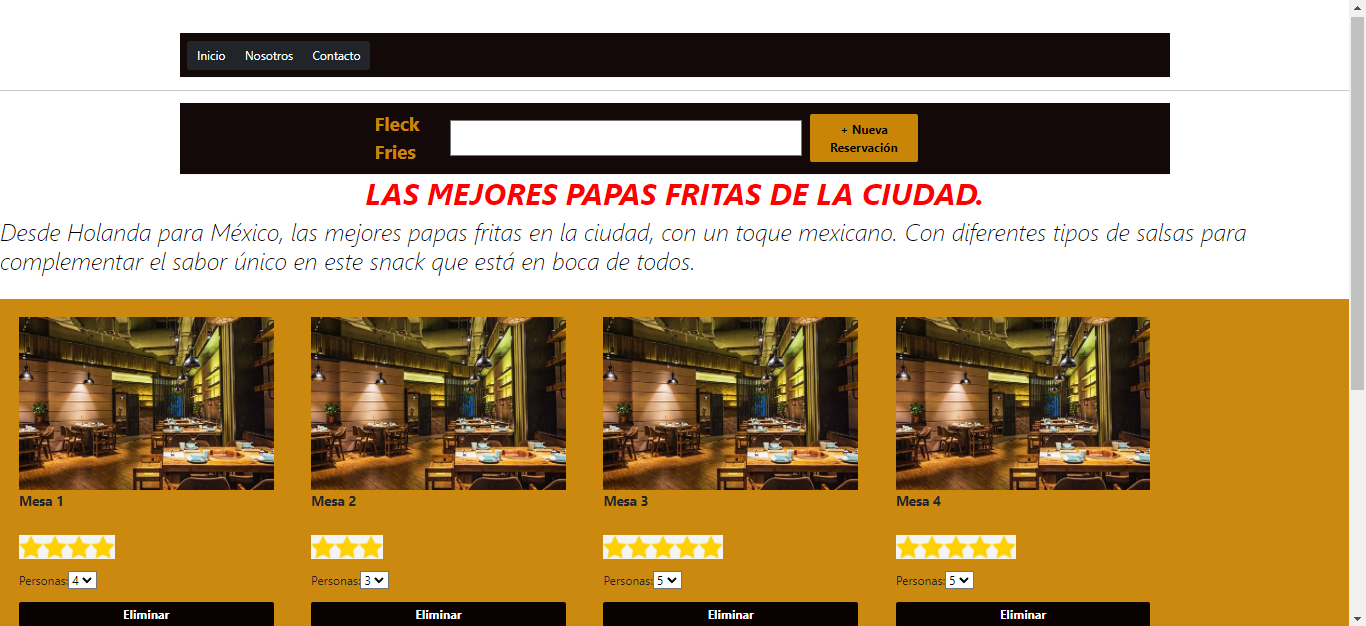 Inicio Nosotros Contacto
Fleck
Fries
+ Nueva
Reservación
LAS MEJORES PAPAS FRITAS DE LA CIUDAD.
Desde Holanda para México, las mejores papas fritas en la ciudad, con un toque mexicano. Con diferentes tipos de salsas para
complementar el sabor único en este snack que está en boca de todos.
Mesa 1 Mesa 2 Mesa 3 Mesa 4
Personas: 4 Personas: 3 Personas: 5 Personas: 5
Eliminar Eliminar Eliminar Eliminar